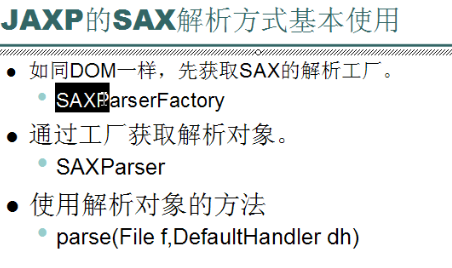 JAXP的SAX解析方式基本使用
如同DOM一样，先获取SAX的解析工厂。
SAXParserFactory
通过工厂获取解析对象。
SAXParser
使用解析对象的方法
parse(File f,DefaultHandler dh)